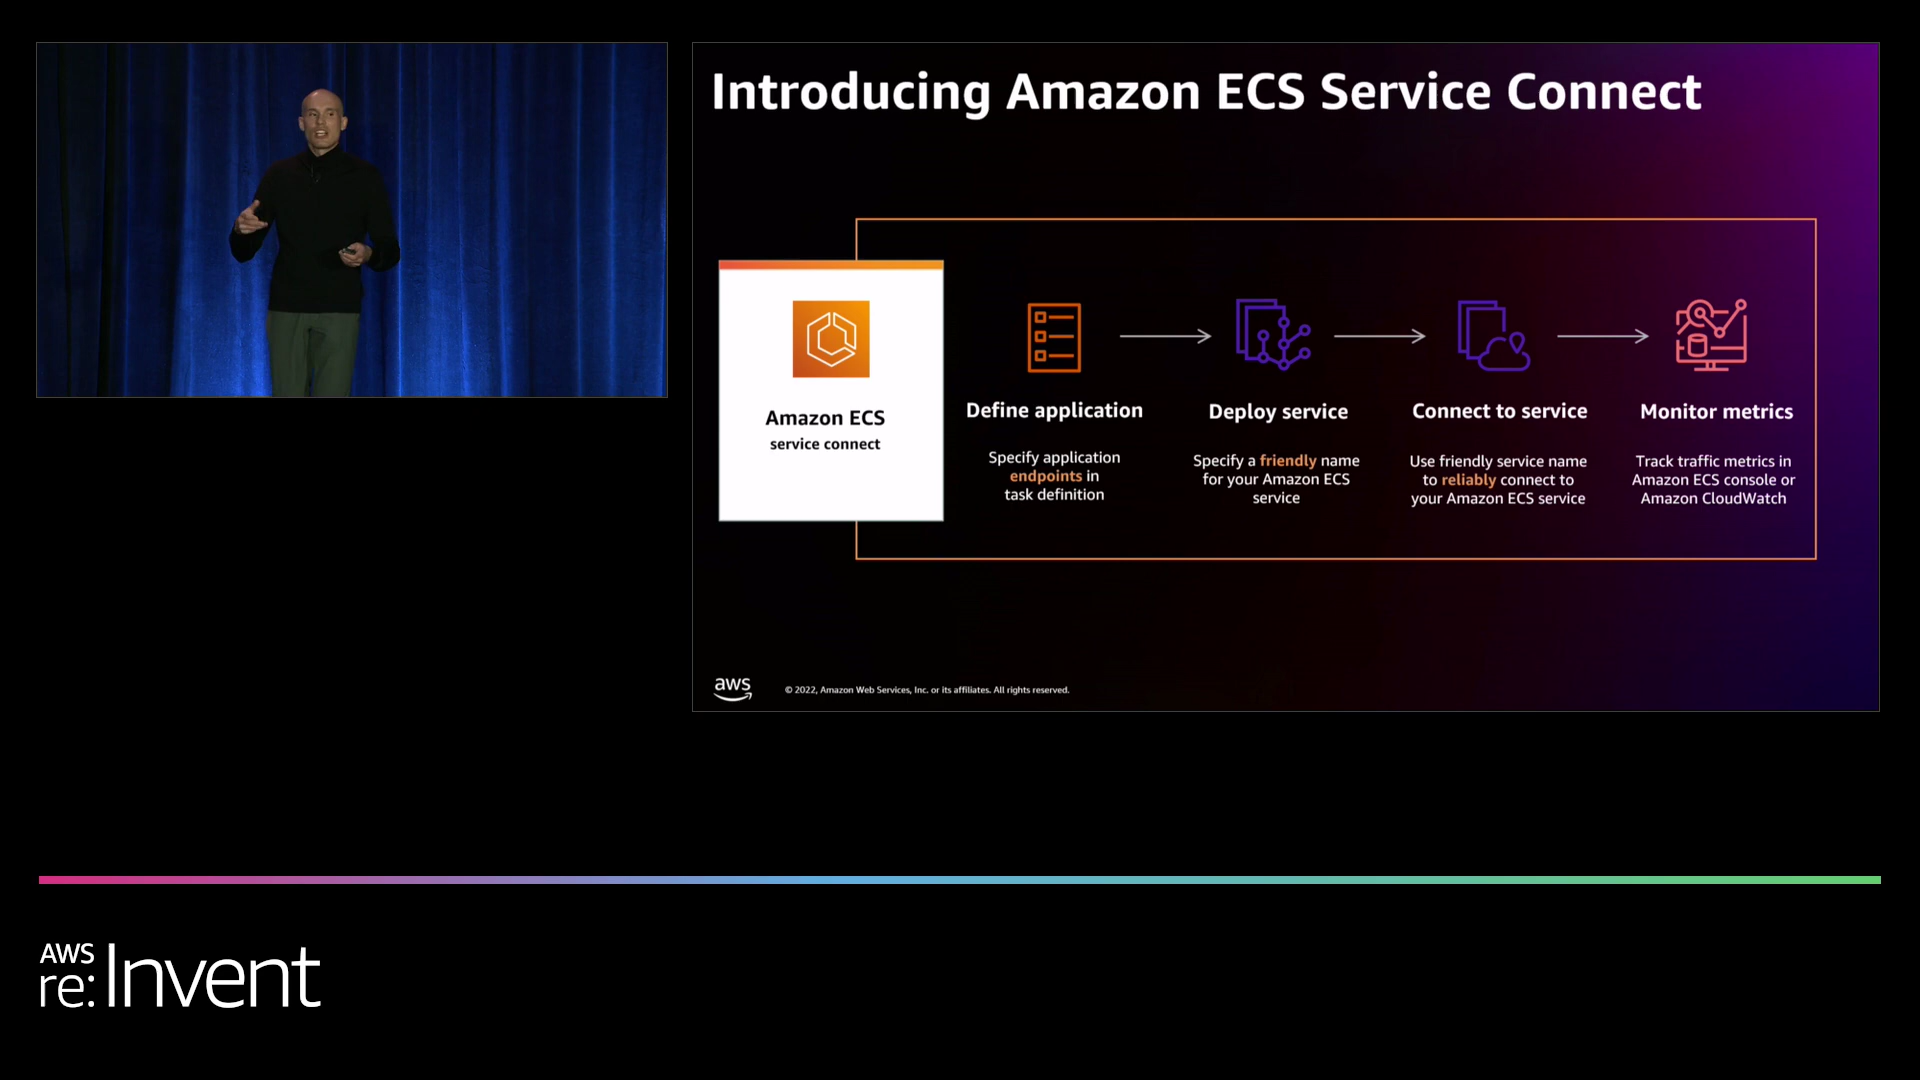 Introducing Amazon ECS Service Connect
Amazon ECS
service connect
Define application
Specify application
endpoints in
task definition
Deploy service
Specify a friendly name
for your Amazon ECS
service
Connect to service
Use friendly service name
to reliably connect to
your Amazon ECS service
Monitor metrics
Track traffic metrics in
Amazon ECS console or
Amazon CloudWatch
aws
© 2022, Amazon Web Services, Inc. or its affiliates. All rights reserved.
AWS
re:Invent